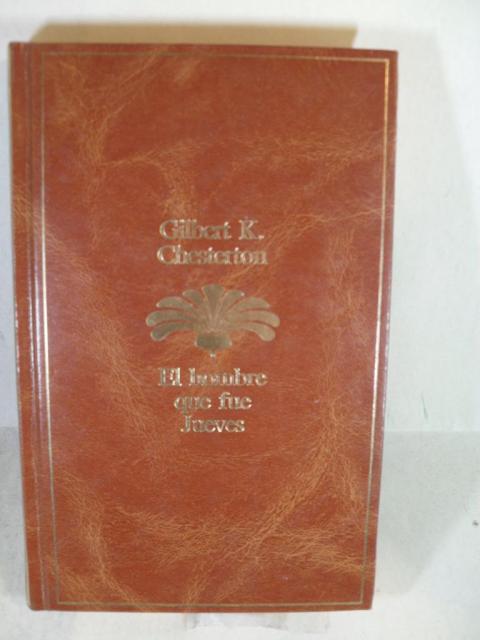 Gilbert K.
Chesterton
El hombre
que fue
Jueves